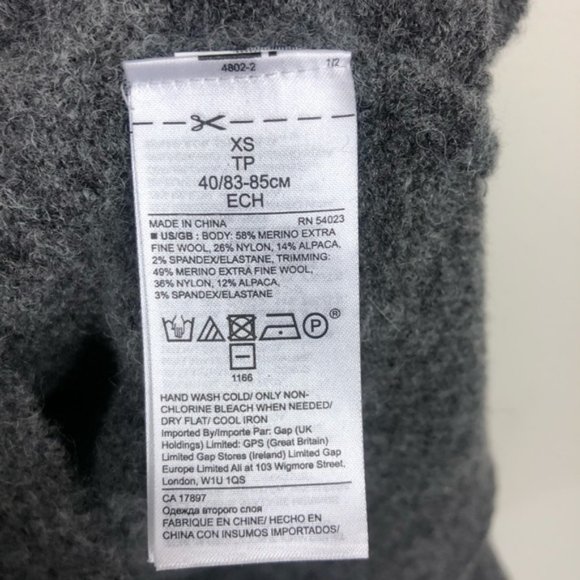 4802-2 1/2
XS
TP
40/83-85см
ECH
MADE IN CHINA RN 54023
■ US/GB : BODY: 58% MERINO EXTRA
FINE WOOL, 26% NYLON, 14% ALPACA,
2% SPANDEX/ELASTANE, TRIMMING:
49% MERINO EXTRA FINE WOOL,
36% NYLON, 12% ALPACA,
3% SPANDEX/ELASTANE
P ®
1166
HAND WASH COLD/ ONLY NON-
CHLORINE BLEACH WHEN NEEDED/
DRY FLAT/ COOL IRON
Imported By/Importe Par: Gap (UK
Holdings) Limited: GPS (Great Britain)
Limited Gap Stores (Ireland) Limited Gap
Europe Limited All at 103 Wigmore Street.
London, W1U 1QS
CA 17897
Одежда второго слоя
FABRIQUE EN CHINE/ HECHO EN
CHINA CON INSUMOS IMPORTADOS/